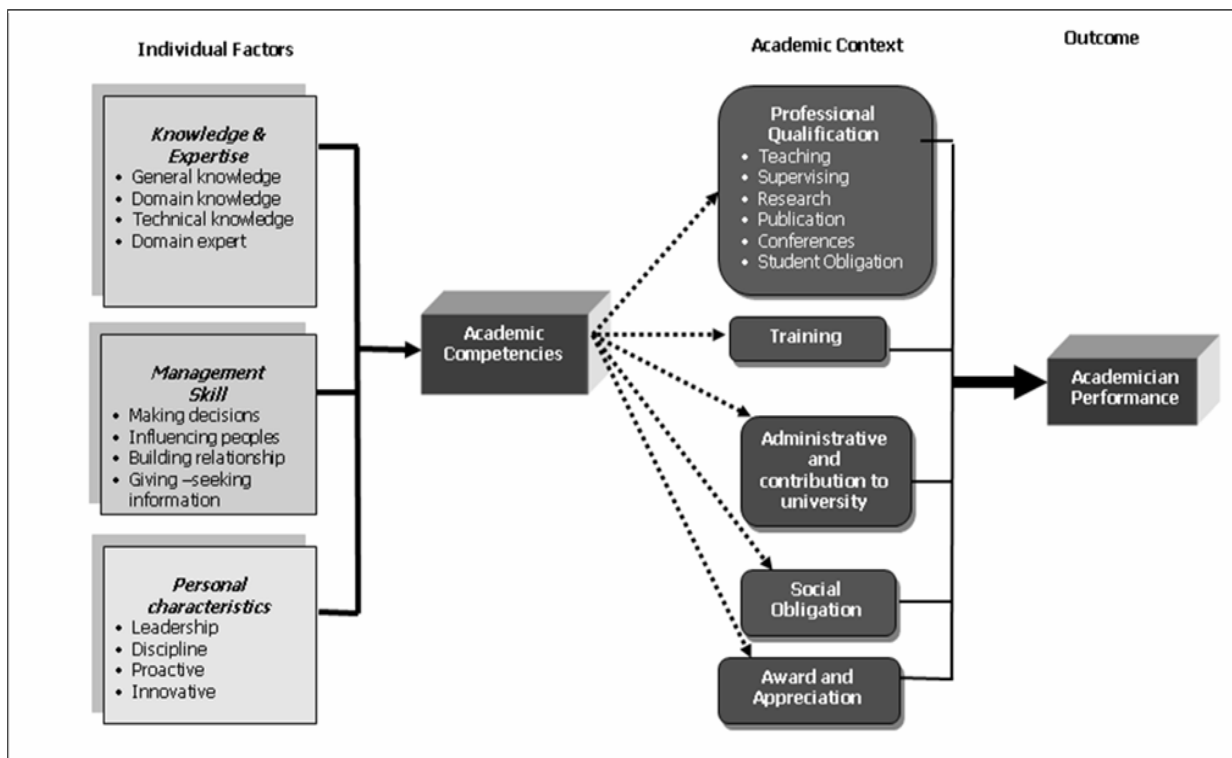 Individual Factors
Knowledge &
Expertise
• General knowledge
• Domain knowledge
• Technical knowledge
• Domain expert
Management
Skill
• Making decisions
• Influencing peoples
• Building relationship
• Giving –seeking
information
Personal
characteristics
• Leadership
• Discipline
• Proactive
• Innovative
Academic
Competencies
Academic Context
Professional
Qualification
• Teaching
• Supervising
• Research
• Publication
• Conferences
• Student Obligation
Training
Administrative
and
contribution to
university
Social
Obligation
Award and
Appreciation
Outcome
Academician
Performance